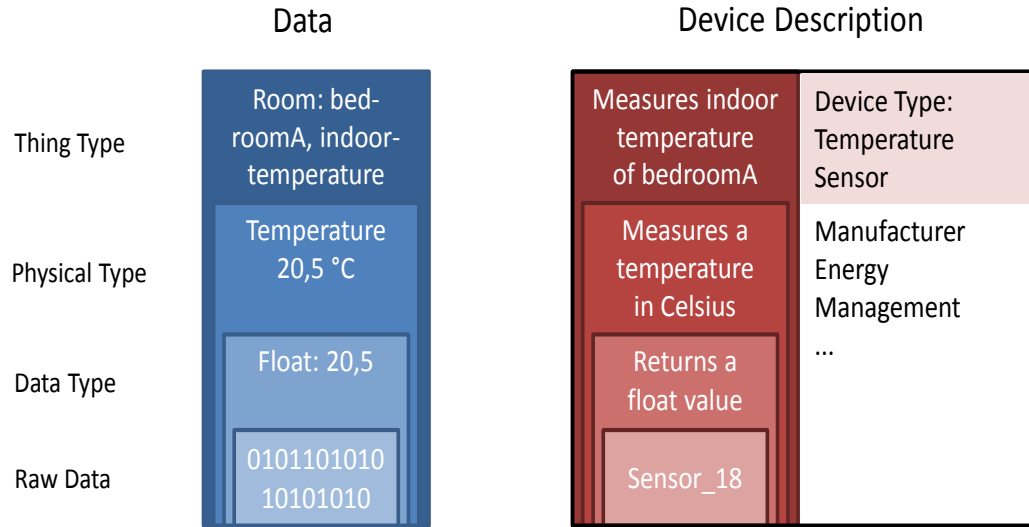 Data
Device Description
Thing Type
Room: bed-
roomA, indoor-
temperature
Measures indoor
temperature
of bedroomA
Device Type:
Temperature
Sensor
Physical Type
Temperature
20,5 °C
Measures a
temperature
in Celsius
Manufacturer
Energy
Management
...
Data Type
Float: 20,5
Returns a
float value
Raw Data
0101101010
10101010
Sensor_18